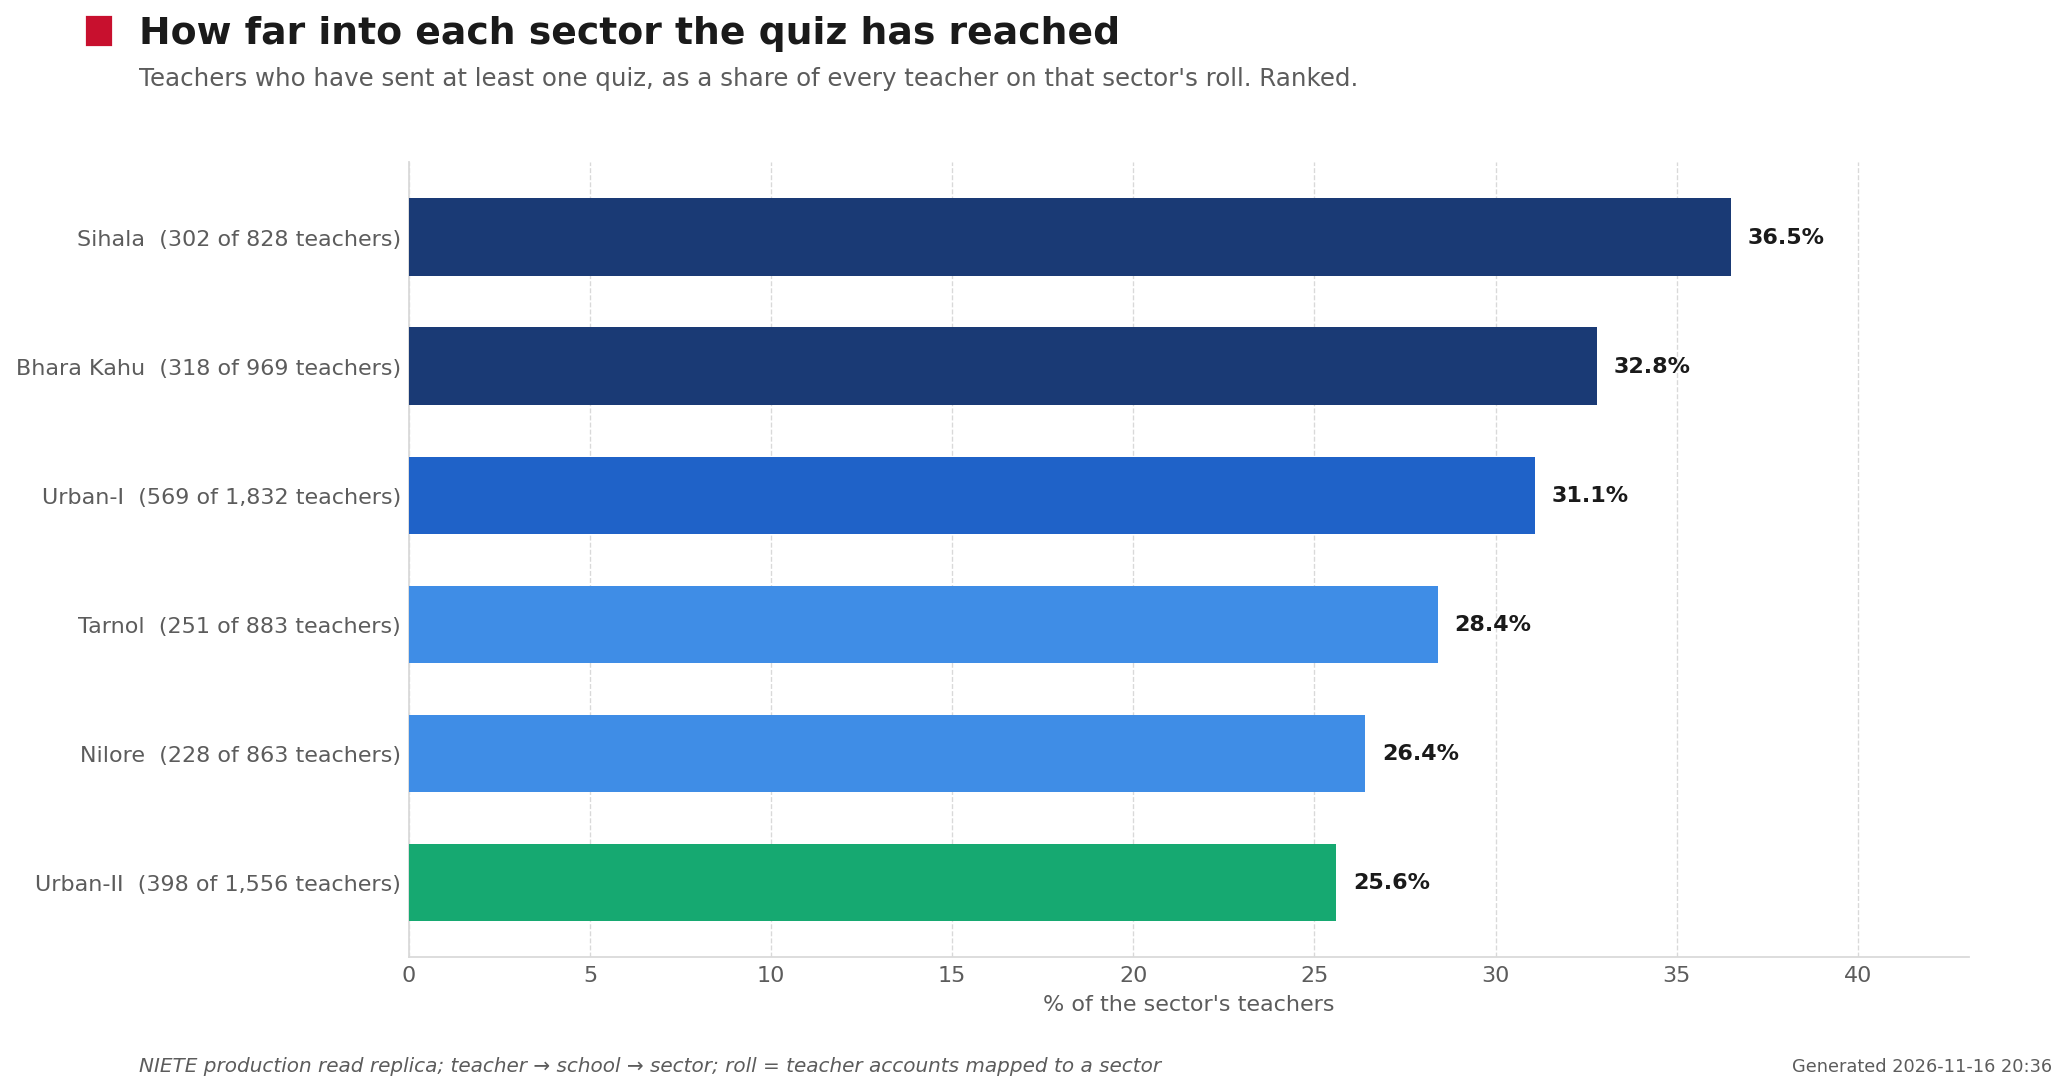 How far into each sector the quiz has reached
Teachers who have sent at least one quiz, as a share of every teacher on that sector's roll. Ranked.
Sihala (302 of 828 teachers) 36.5%
Bhara Kahu (318 of 969 teachers) 32.8%
Urban-I (569 of 1,832 teachers) 31.1%
Tarnol (251 of 883 teachers) 28.4%
Nilore (228 of 863 teachers) 26.4%
Urban-II (398 of 1,556 teachers) 25.6%
0 5 10 15 20 25 30 35 40
% of the sector's teachers
NIETE production read replica; teacher → school → sector; roll = teacher accounts mapped to a sector
Generated 2026-11-16 20:36